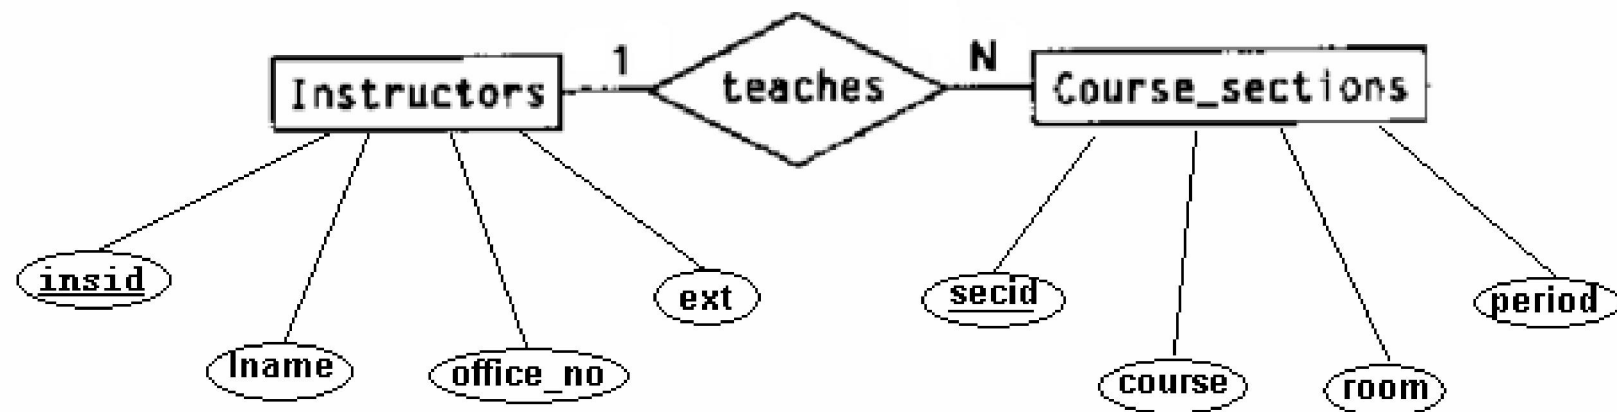 Instructors
1
teaches
N
Course_sections
insid
lname
office_no
ext
secid
course
room
period